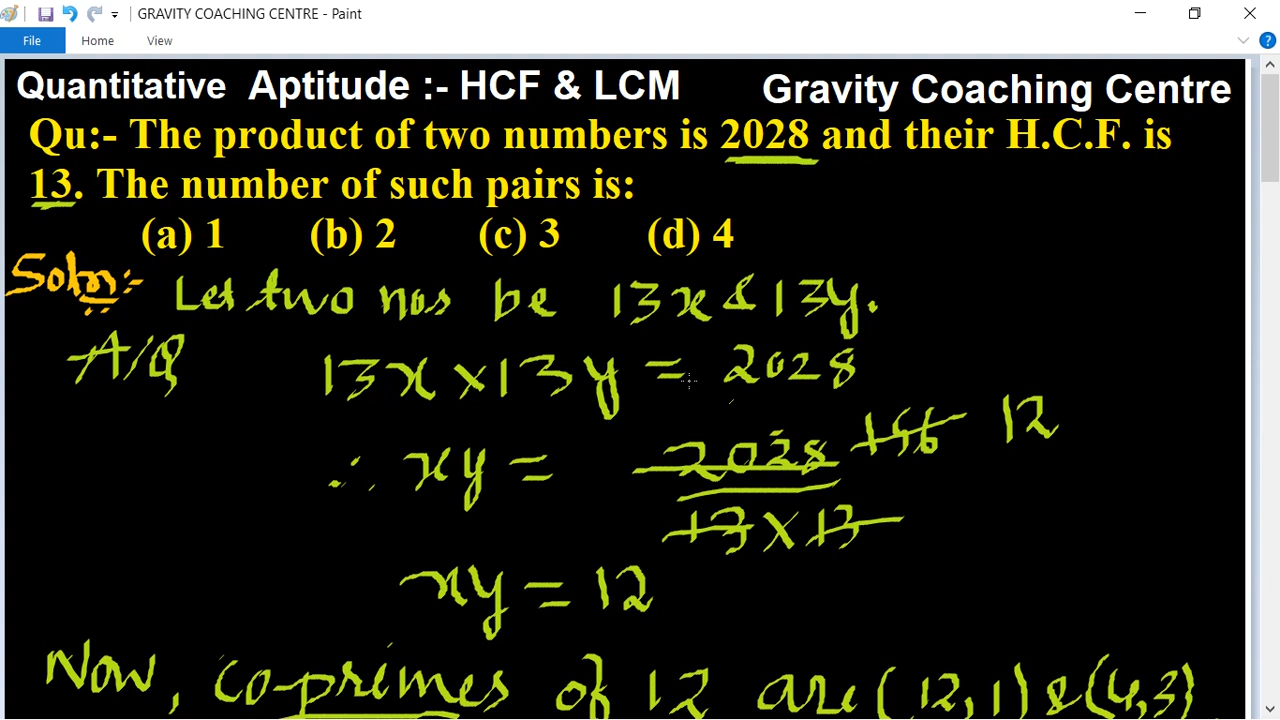 GRAVITY COACHING CENTRE - Paint
File Home View
Quantitative Aptitude :- HCF & LCM Gravity Coaching Centre
Qu:- The product of two numbers is 2028 and their H.C.F. is
13. The number of such pairs is:
(a) 1 (b) 2 (c) 3 (d) 4
Soln:- Let two nos be 13x & 13y.
A/Q 13x × 13y = 2028
∴ xy = 2028 156 12
13 × 13
xy = 12
Now, co-primes of 12 are (12,1) & (4,3)